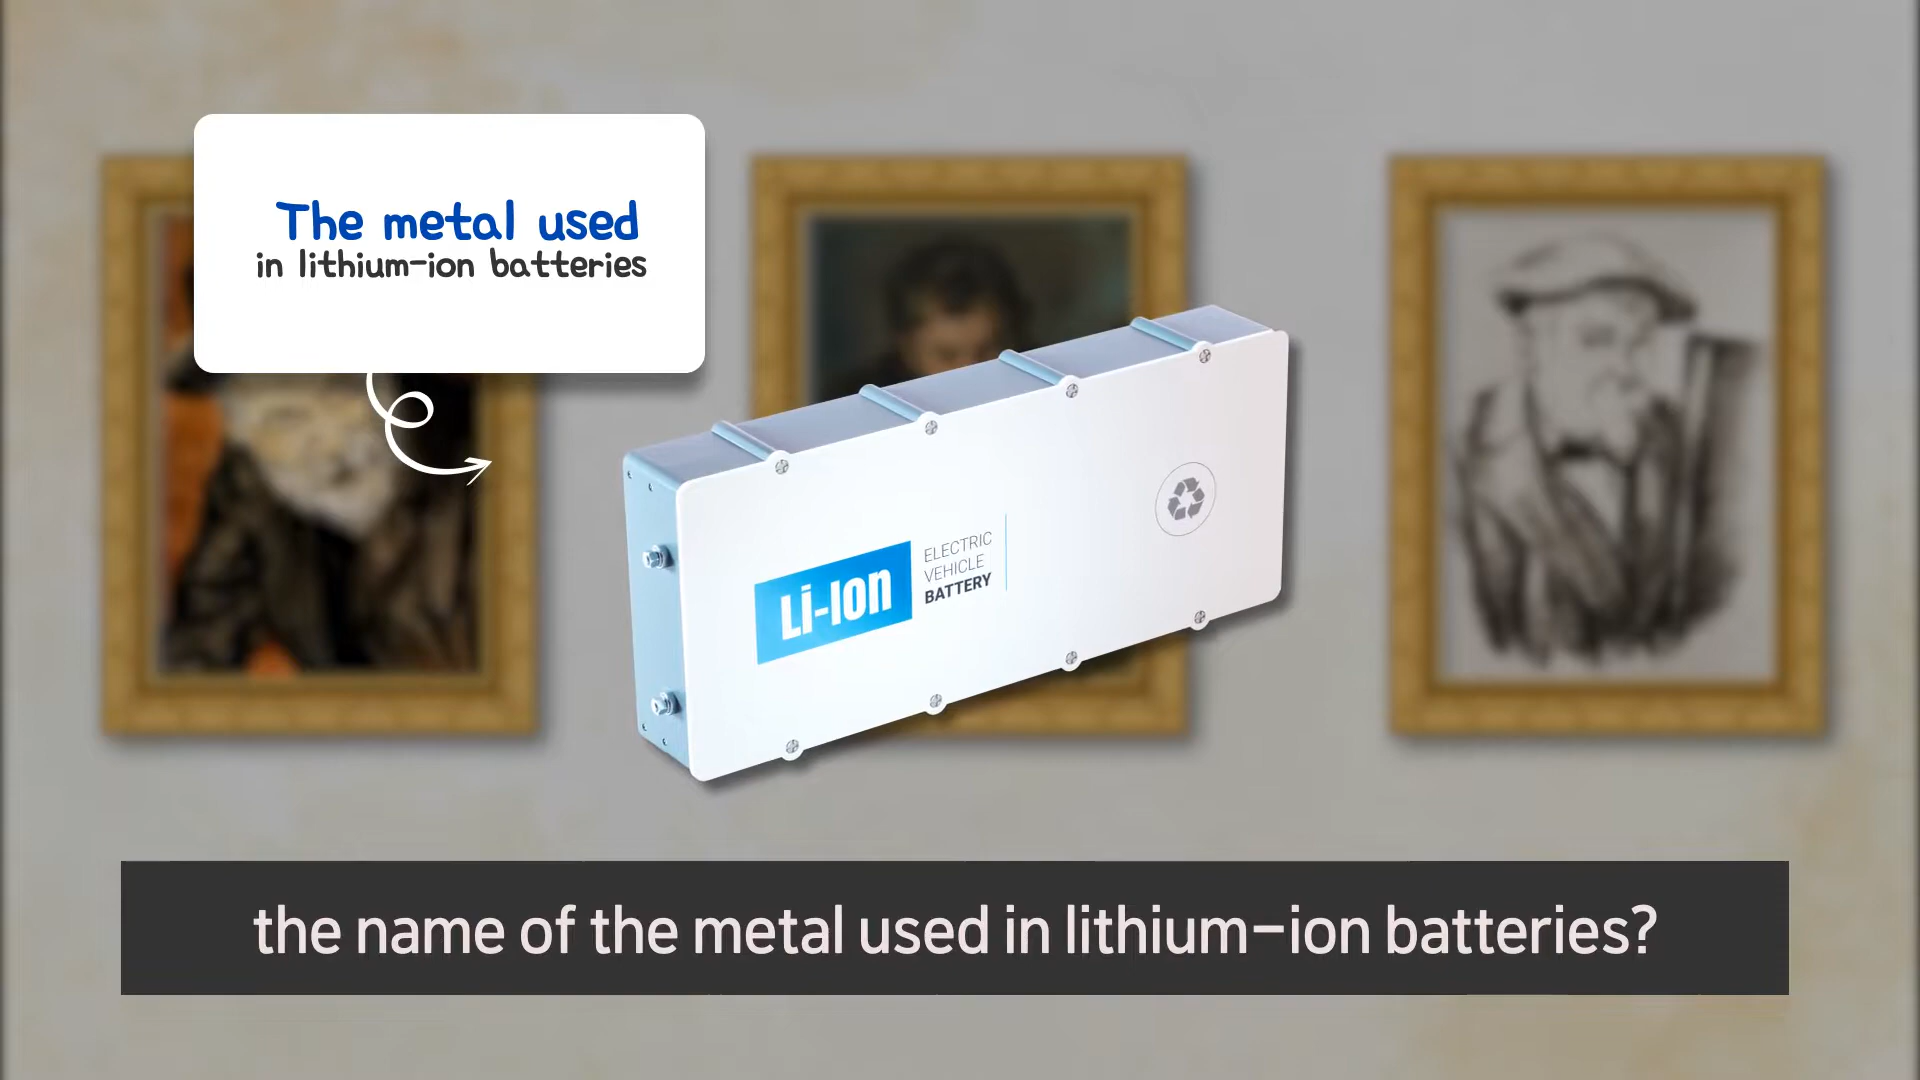 The metal used
in lithium-ion batteries
Li-Ion
ELECTRIC
VEHICLE
BATTERY
the name of the metal used in lithium-ion batteries?